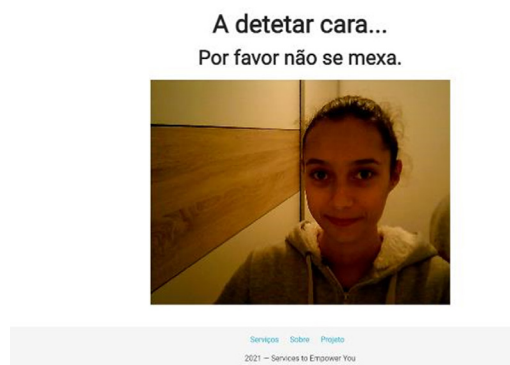 A detetar cara...
Por favor não se mexa.
Serviços Sobre Projeto
2021 — Services to Empower You